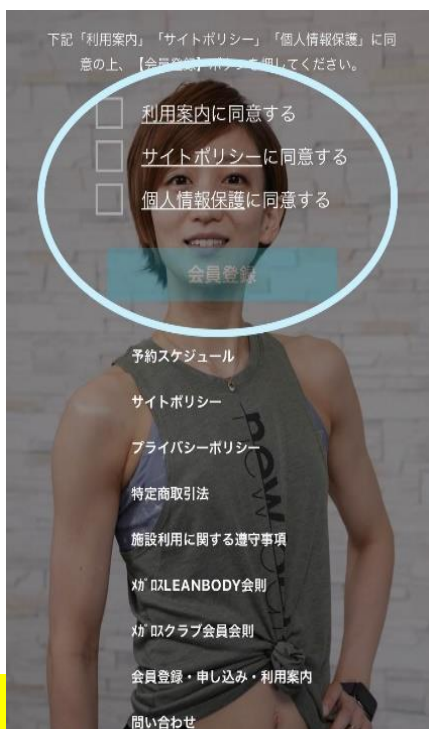 下記「利用案内」「サイトポリシー」「個人情報保護」に同
意の上、【会員登録】ボタンを押してください。
利用案内に同意する
サイトポリシーに同意する
個人情報保護に同意する
会員登録
予約スケジュール
サイトポリシー
プライバシーポリシー
特定商取引法
施設利用に関する遵守事項
ﾒｶﾞﾛｽLEANBODY会則
ﾒｶﾞﾛｽクラブ会員会則
会員登録・申し込み・利用案内
問い合わせ
new